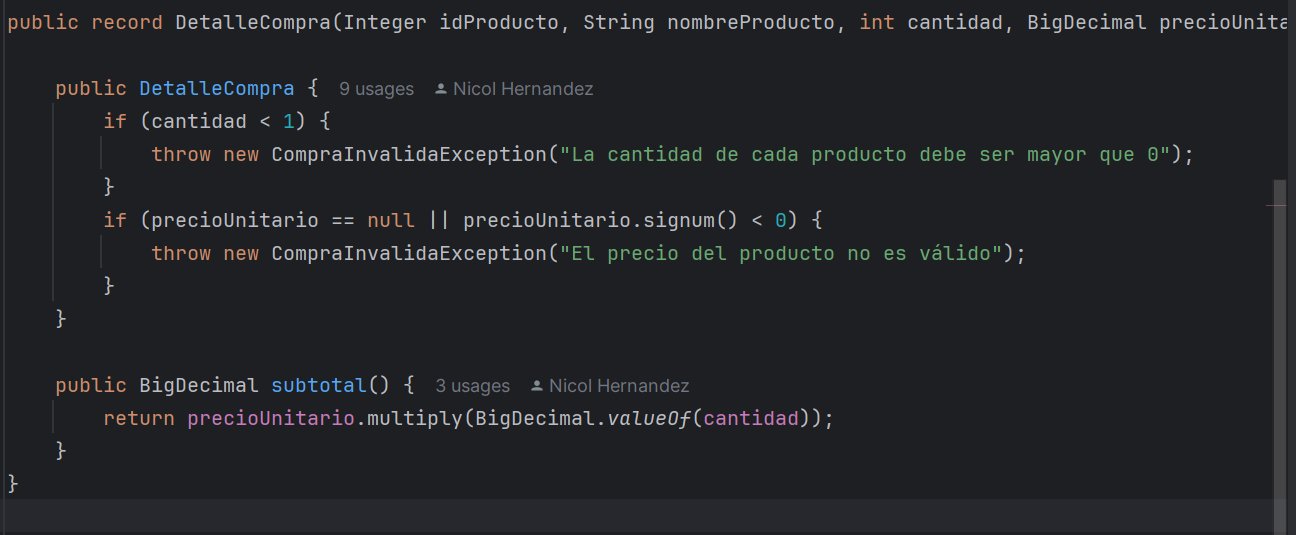 public record DetalleCompra(Integer idProducto, String nombreProducto, int cantidad, BigDecimal precioUnita
public DetalleCompra { 9 usages Nicol Hernandez
if (cantidad < 1) {
throw new CompraInvalidaException("La cantidad de cada producto debe ser mayor que 0");
}
if (precioUnitario == null || precioUnitario.signum() < 0) {
throw new CompraInvalidaException("El precio del producto no es válido");
}
}
public BigDecimal subtotal() { 3 usages Nicol Hernandez
return precioUnitario.multiply(BigDecimal.valueOf(cantidad));
}
}